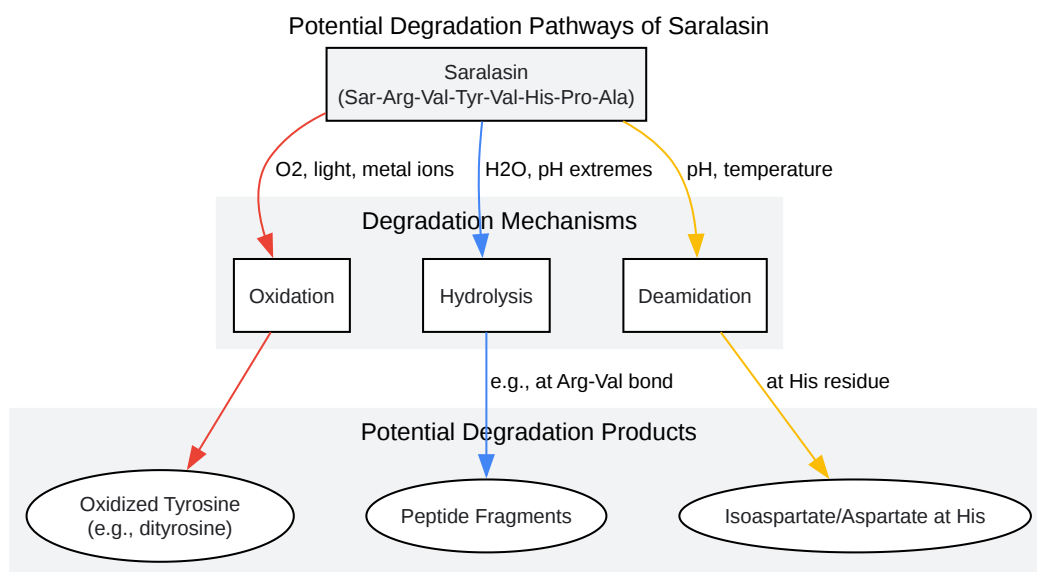 Potential Degradation Pathways of Saralasin
Saralasin
(Sar-Arg-Val-Tyr-Val-His-Pro-Ala)
O2, light, metal ions
H2O, pH extremes
pH, temperature
Degradation Mechanisms
Oxidation
Hydrolysis
Deamidation
e.g., at Arg-Val bond
at His residue
Potential Degradation Products
Oxidized Tyrosine
(e.g., dityrosine)
Peptide Fragments
Isoaspartate/Aspartate at His